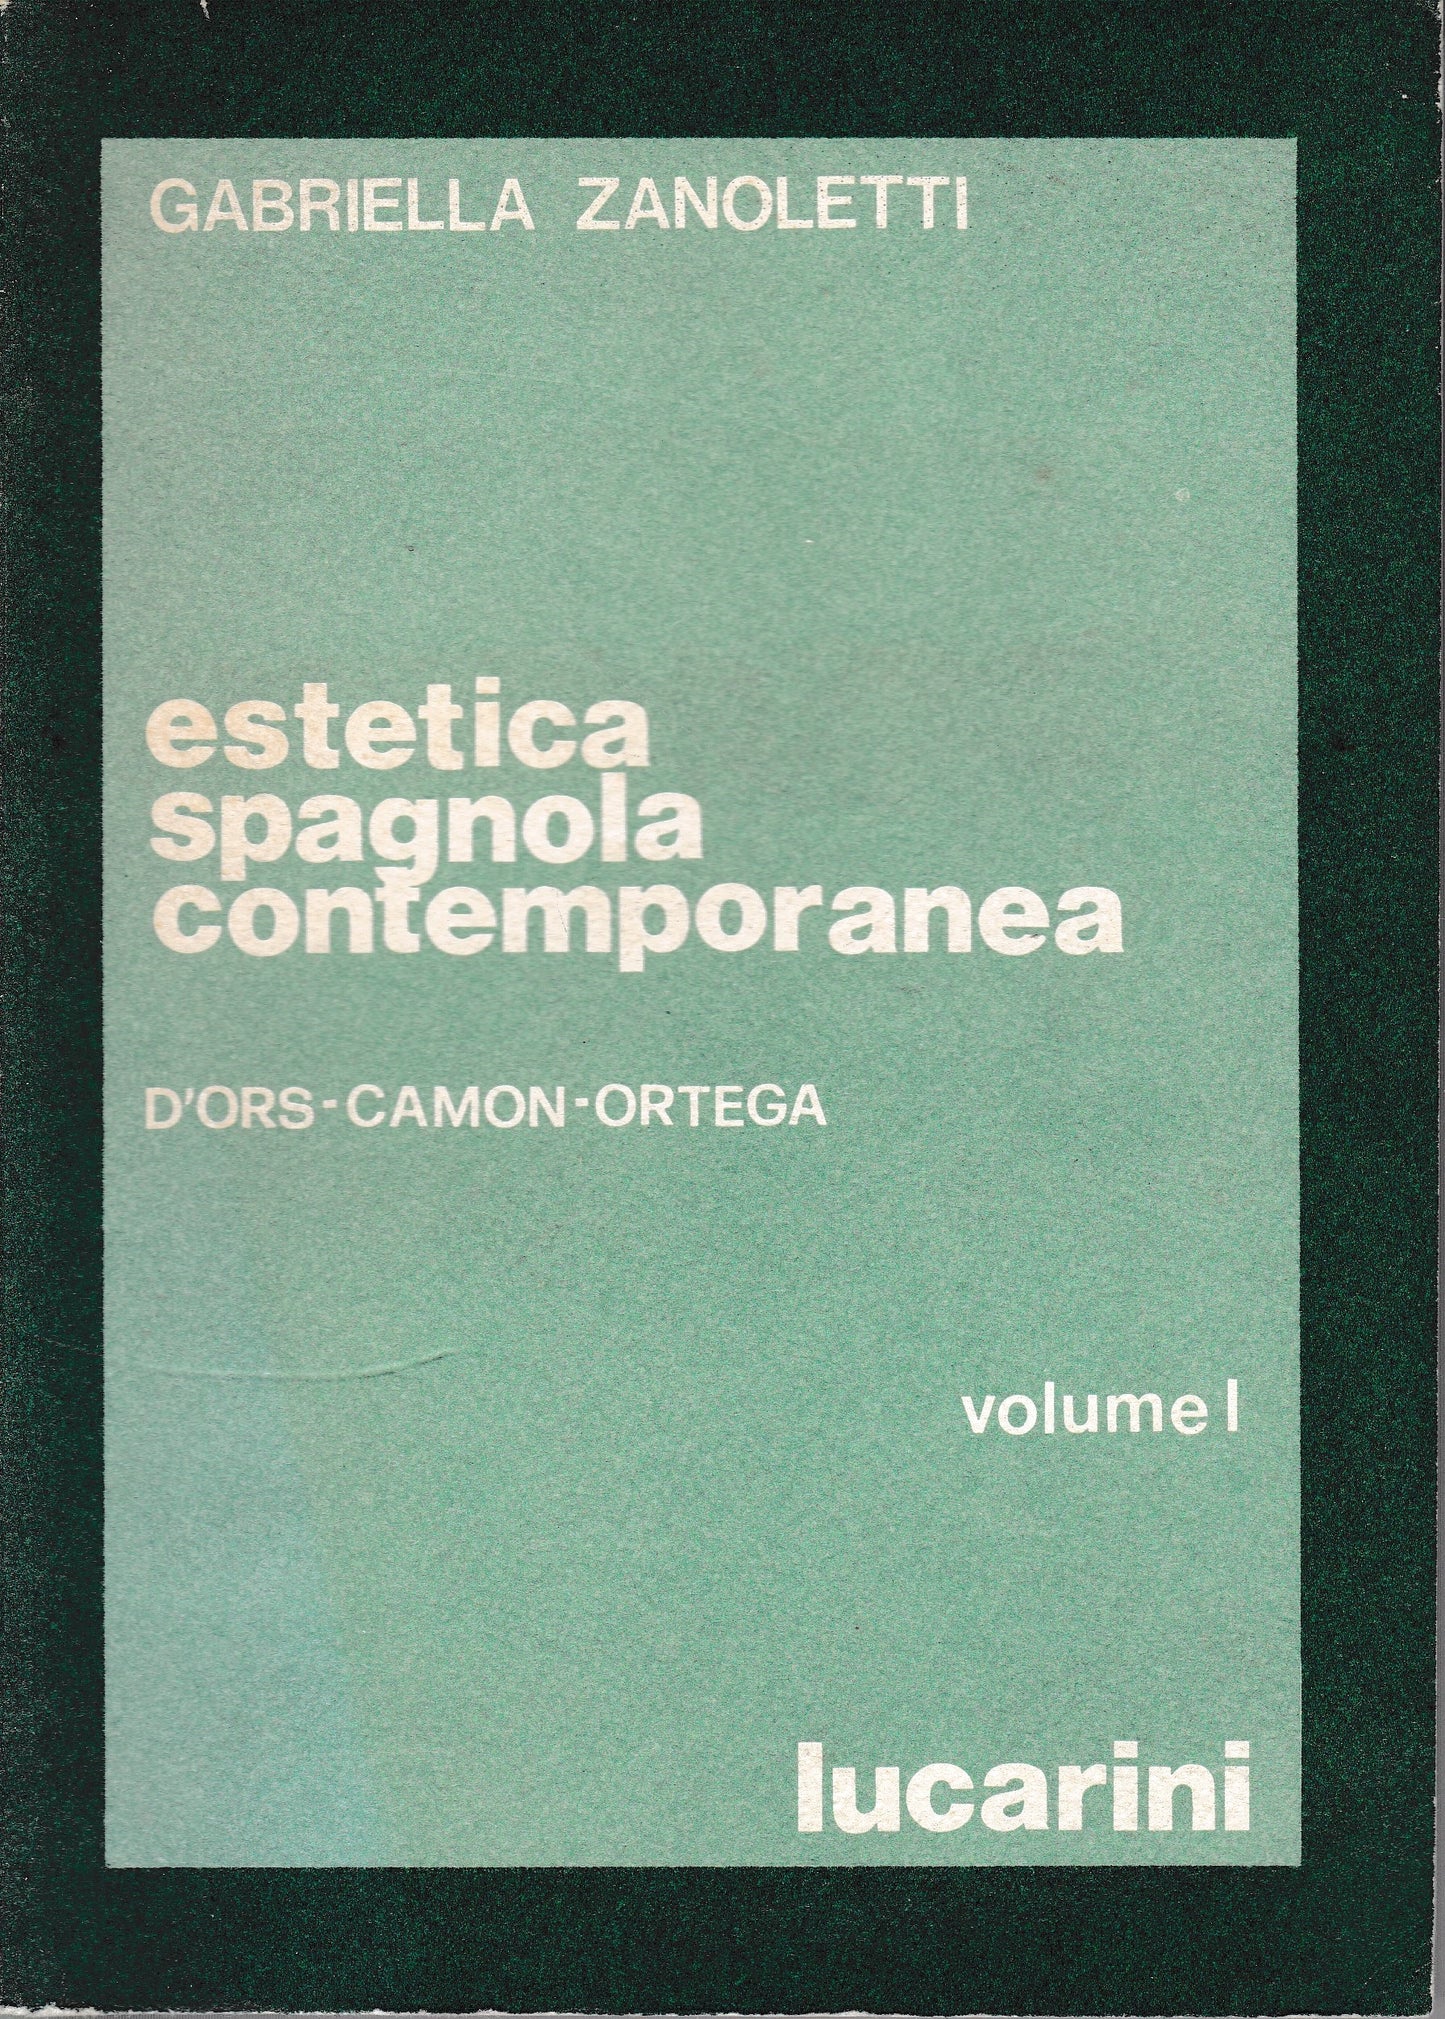 GABRIELLA ZANOLETTI
estetica
spagnola
contemporanea
D'ORS-CAMON-ORTEGA
volume I
lucarini